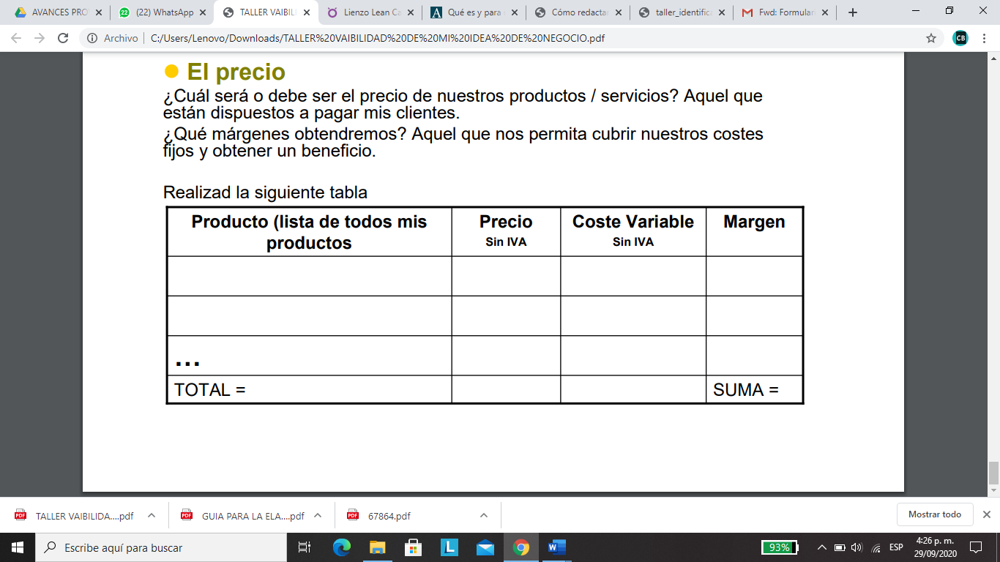 AVANCES PRO
(22) WhatsApp
TALLER VAIBIL
Lienzo Lean Ca
Qué es y para
Cómo redacta
taller_identific
Fwd: Formular
Archivo
C:/Users/Lenovo/Downloads/TALLER%20VAIBILIDAD%20DE%20MI%20IDEA%20DE%20NEGOCIO.pdf
CB
El precio
¿Cuál será o debe ser el precio de nuestros productos / servicios? Aquel que
están dispuestos a pagar mis clientes.
¿Qué márgenes obtendremos? Aquel que nos permita cubrir nuestros costes
fijos y obtener un beneficio.
Realizad la siguiente tabla
Producto (lista de todos mis
productos
Precio
Sin IVA
Coste Variable
Sin IVA
Margen
...
TOTAL =
SUMA =
TALLER VAIBILIDA....pdf
GUIA PARA LA ELA....pdf
67864.pdf
Mostrar todo
Escribe aquí para buscar
93%
ESP
4:26 p. m.
29/09/2020